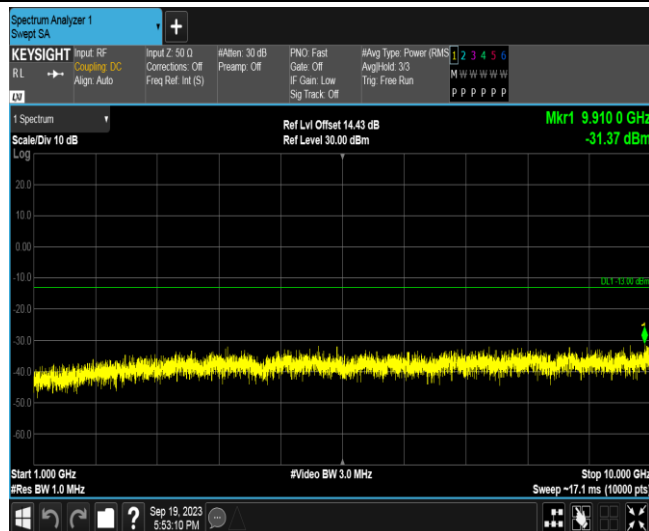 Spectrum Analyzer 1
Swept SA
+
KEYSIGHT
RL
Input: RF
Coupling: DC
Align: Auto
Input Z: 50 Ω
Corrections: Off
Freq Ref: Int (S)
#Atten: 30 dB
Preamp: Off
PNO: Fast
Gate: Off
IF Gain: Low
Sig Track: Off
#Avg Type: Power (RMS
Avg|Hold: 3/3
Trig: Free Run
1 2 3 4 5 6
M W W W W W
P P P P P P
1 Spectrum
Scale/Div 10 dB
Ref Lvl Offset 14.43 dB
Ref Level 30.00 dBm
Mkr1 9.910 0 GHz
-31.37 dBm
Log
20.0
10.0
0.00
-10.0
DL1 -13.00 dBm
1
-30.0
-40.0
-50.0
-60.0
Start 1.000 GHz
#Res BW 1.0 MHz
#Video BW 3.0 MHz
Stop 10.000 GHz
Sweep ~17.1 ms (10000 pts)
?
Sep 19, 2023
5:53:10 PM